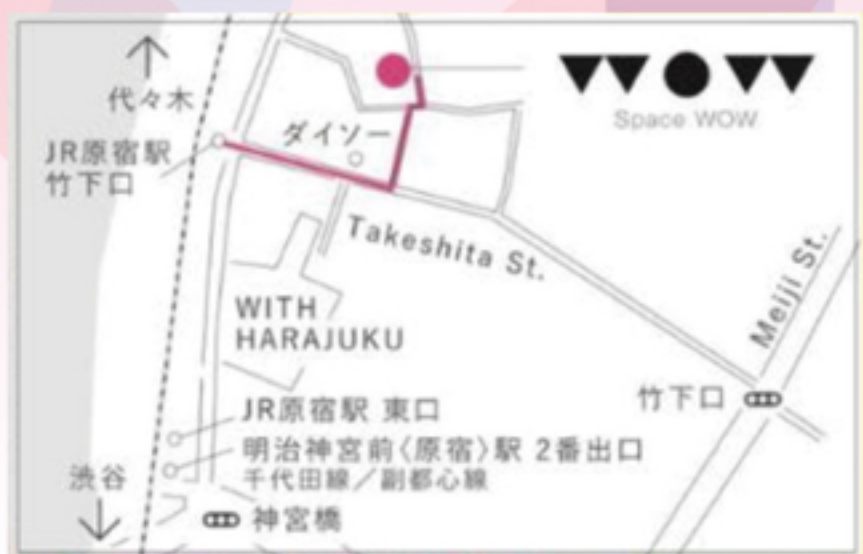 代々木
JR原宿駅
竹下口
ダイソー
Space WOW
Takeshita St.
Meiji St.
WITH
HARAJUKU
竹下口
JR原宿駅 東口
明治神宮前〈原宿〉駅 2番出口
千代田線／副都心線
渋谷
神宮橋